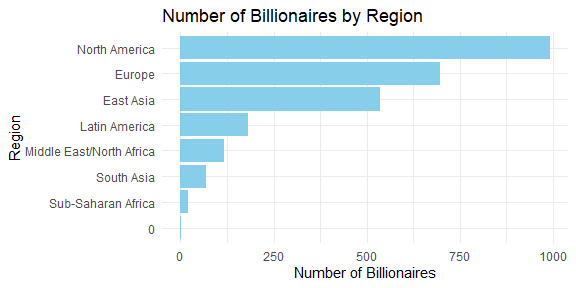 Number of Billionaires by Region
Region
North America
Europe
East Asia
Latin America
Middle East/North Africa
South Asia
Sub-Saharan Africa
0
0 250 500 750 1000
Number of Billionaires